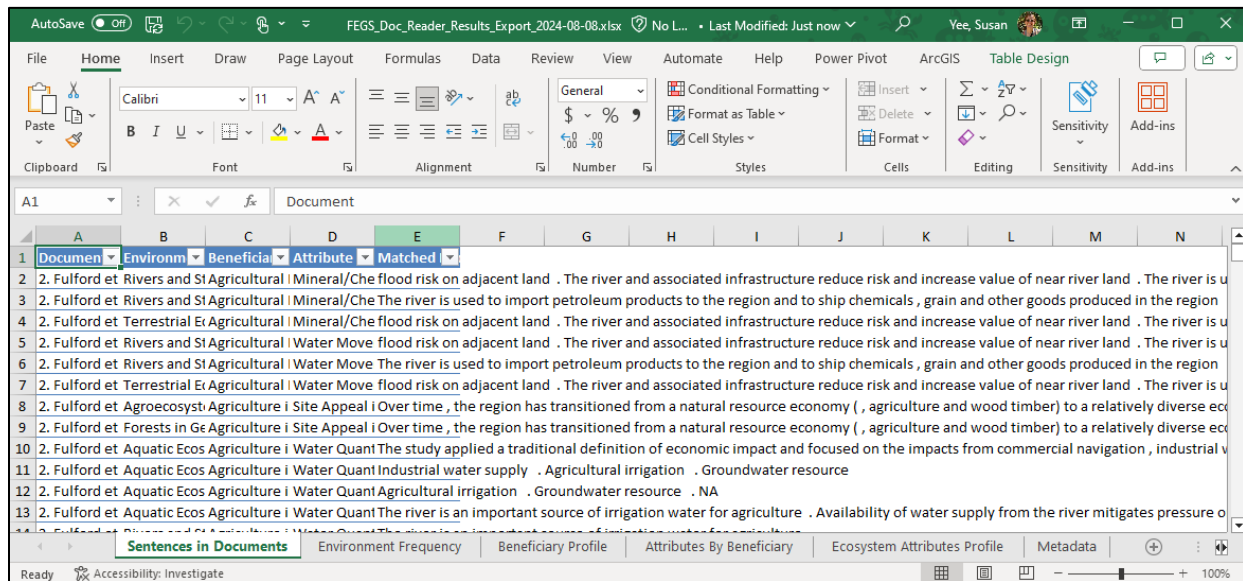 AutoSave Off FEGS_Doc_Reader_Results_Export_2024-08-08.xlsx No L... • Last Modified: Just now Yee, Susan
File Home Insert Draw Page Layout Formulas Data Review View Automate Help Power Pivot ArcGIS Table Design
Paste Calibri 11 A^ A˅ ab c General Conditional Formatting Insert Σ A Z Sensitivity Add-ins
B I U A $ % 9 .00 .0 Format as Table Delete
Cell Styles Format
Clipboard Font Alignment Number Styles Cells Editing Sensitivity Add-ins
A1 fx Document
A B C D E F G H I J K L M N
1 Documen Environm Beneficiar Attribute Matched
2 2. Fulford et Rivers and St Agricultural Mineral/Che flood risk on adjacent land . The river and associated infrastructure reduce risk and increase value of near river land . The river is u
3 2. Fulford et Rivers and St Agricultural Mineral/Che The river is used to import petroleum products to the region and to ship chemicals , grain and other goods produced in the region
4 2. Fulford et Terrestrial Ec Agricultural Mineral/Che flood risk on adjacent land . The river and associated infrastructure reduce risk and increase value of near river land . The river is u
5 2. Fulford et Rivers and St Agricultural Water Move flood risk on adjacent land . The river and associated infrastructure reduce risk and increase value of near river land . The river is u
6 2. Fulford et Rivers and St Agricultural Water Move The river is used to import petroleum products to the region and to ship chemicals , grain and other goods produced in the region
7 2. Fulford et Terrestrial Ec Agricultural Water Move flood risk on adjacent land . The river and associated infrastructure reduce risk and increase value of near river land . The river is u
8 2. Fulford et Agroecosyst Agriculture i Site Appeal i Over time , the region has transitioned from a natural resource economy ( , agriculture and wood timber) to a relatively diverse eco
9 2. Fulford et Forests in Ge Agriculture i Site Appeal i Over time , the region has transitioned from a natural resource economy ( , agriculture and wood timber) to a relatively diverse eco
10 2. Fulford et Aquatic Ecos Agriculture i Water Quant The study applied a traditional definition of economic impact and focused on the impacts from commercial navigation , industrial v
11 2. Fulford et Aquatic Ecos Agriculture i Water Quant Industrial water supply . Agricultural irrigation . Groundwater resource
12 2. Fulford et Aquatic Ecos Agriculture i Water Quant Agricultural irrigation . Groundwater resource . NA
13 2. Fulford et Aquatic Ecos Agriculture i Water Quant The river is an important source of irrigation water for agriculture . Availability of water supply from the river mitigates pressure o
Sentences in Documents Environment Frequency Beneficiary Profile Attributes By Beneficiary Ecosystem Attributes Profile Metadata
Ready Accessibility: Investigate 100%